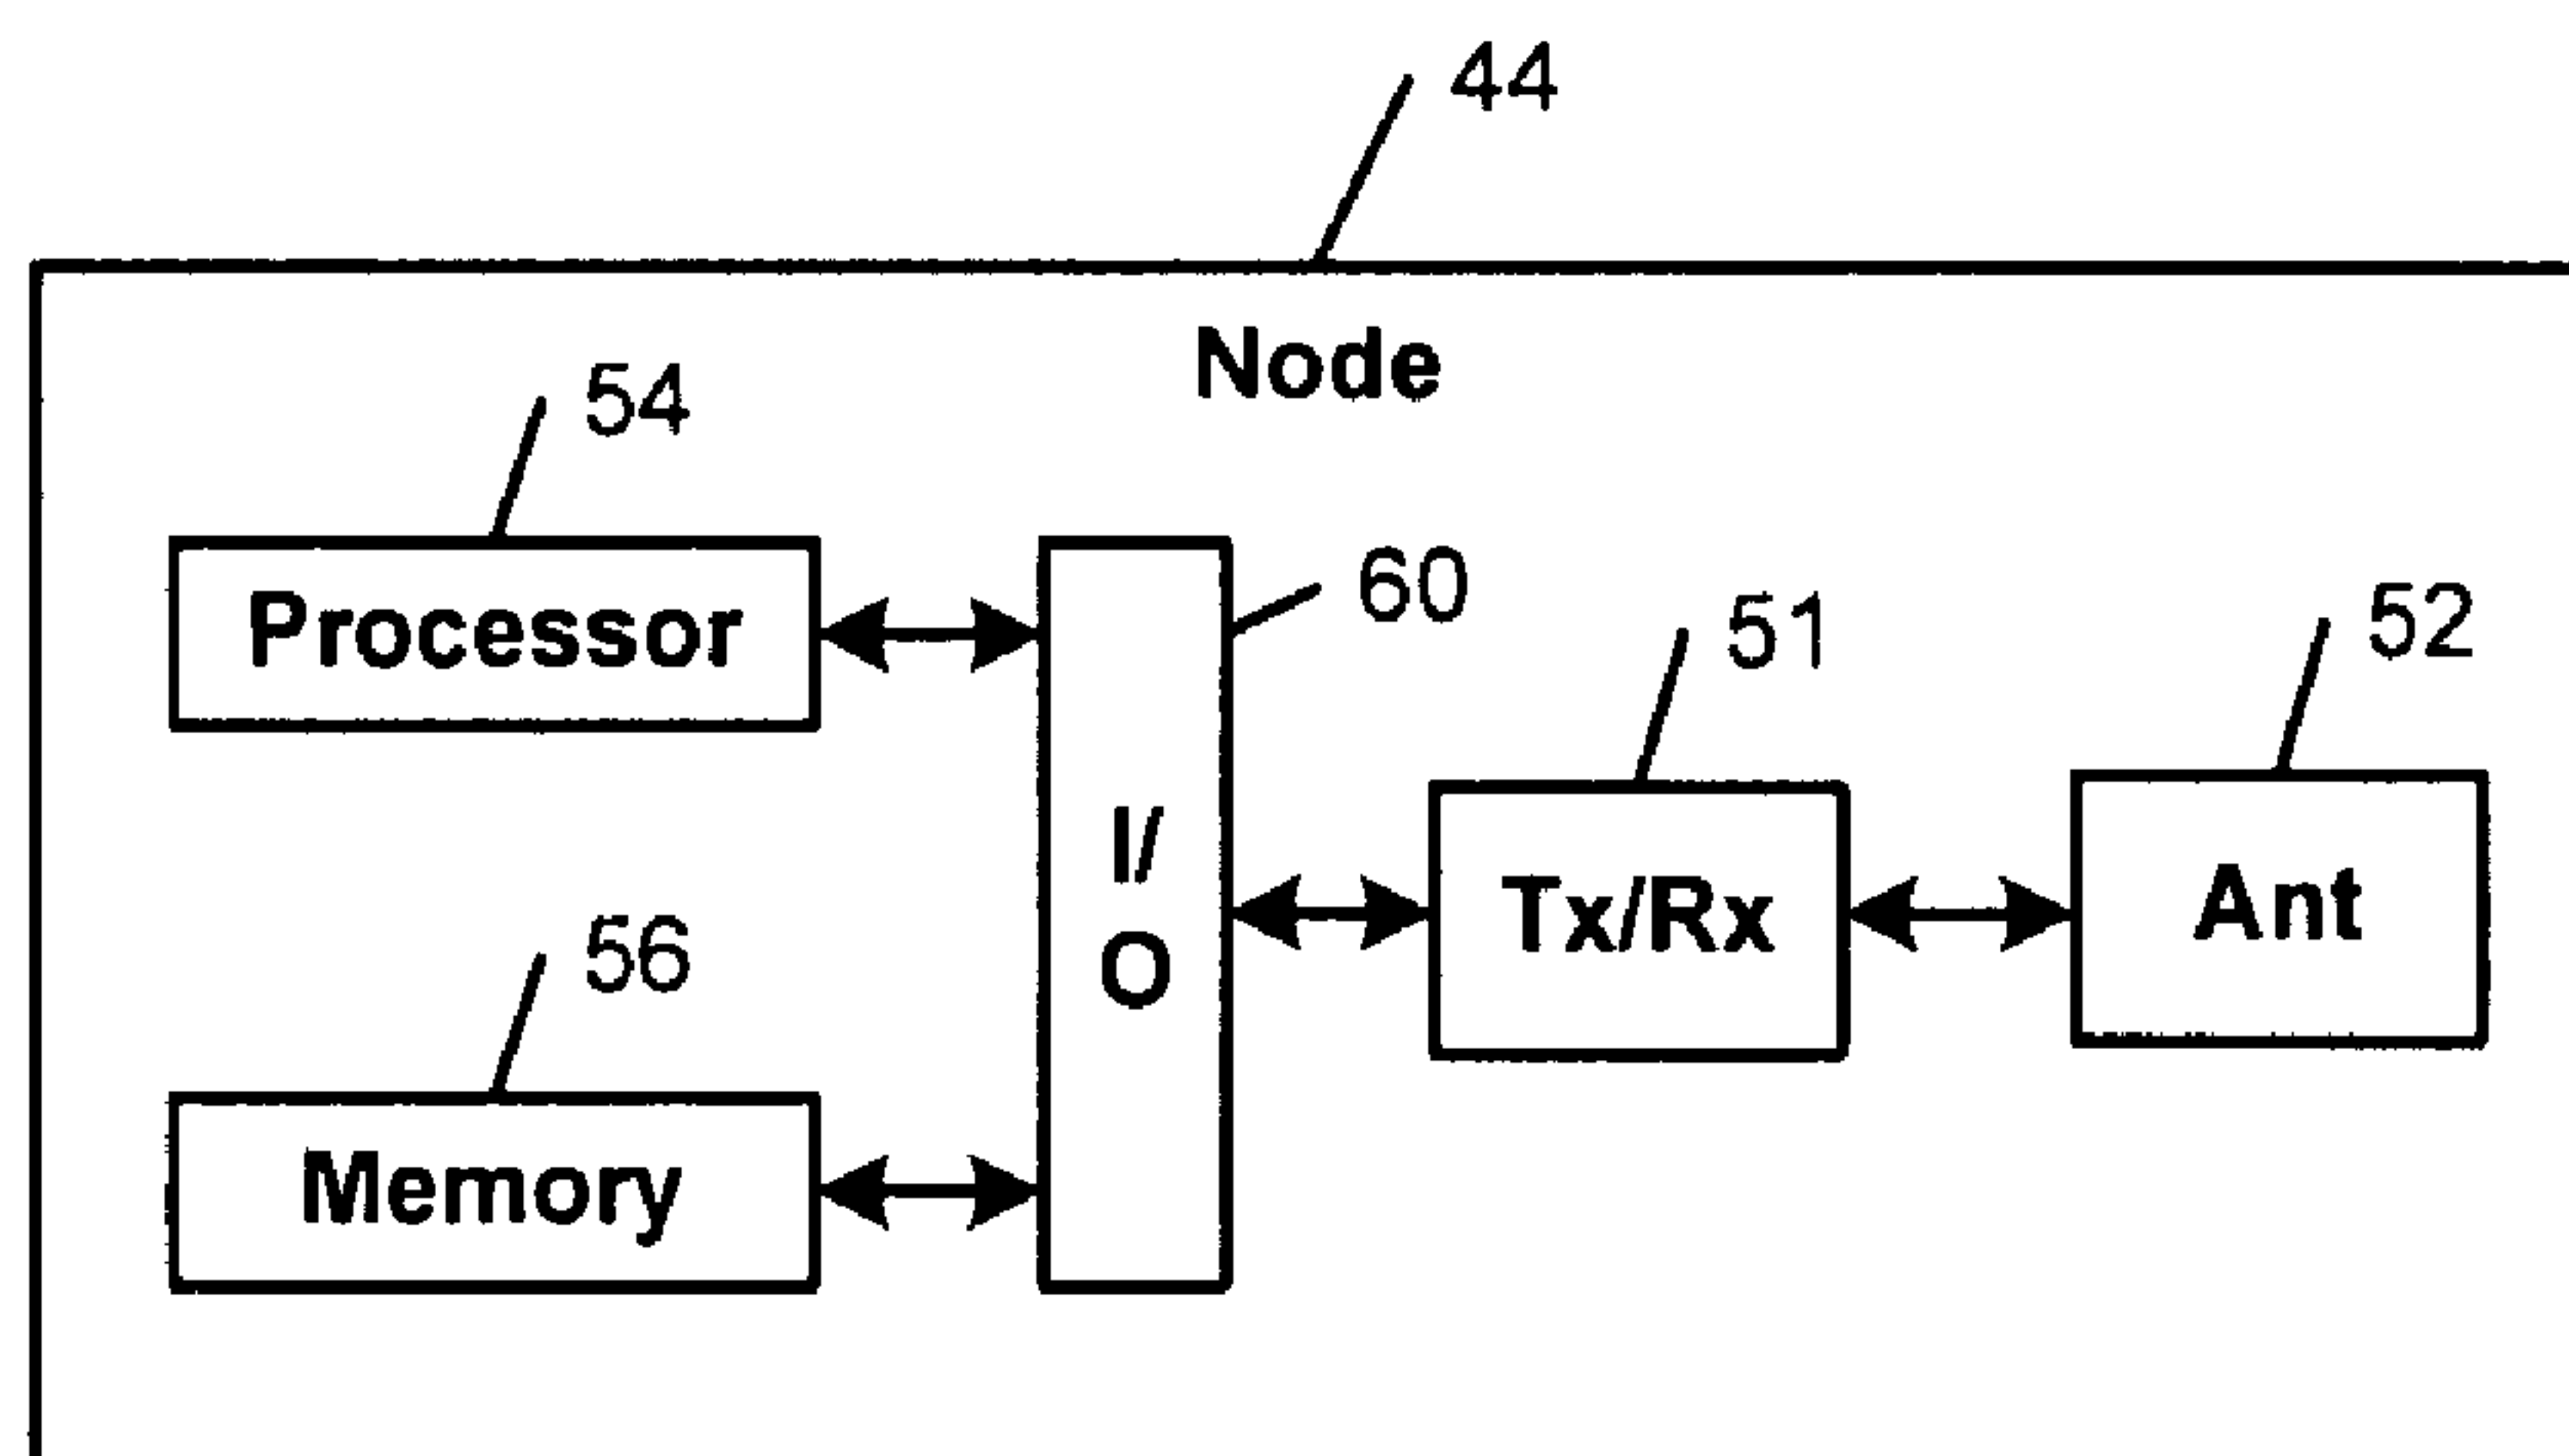 44
Node
54
Processor
60
51
52
I/
O
Tx/Rx
Ant
56
Memory